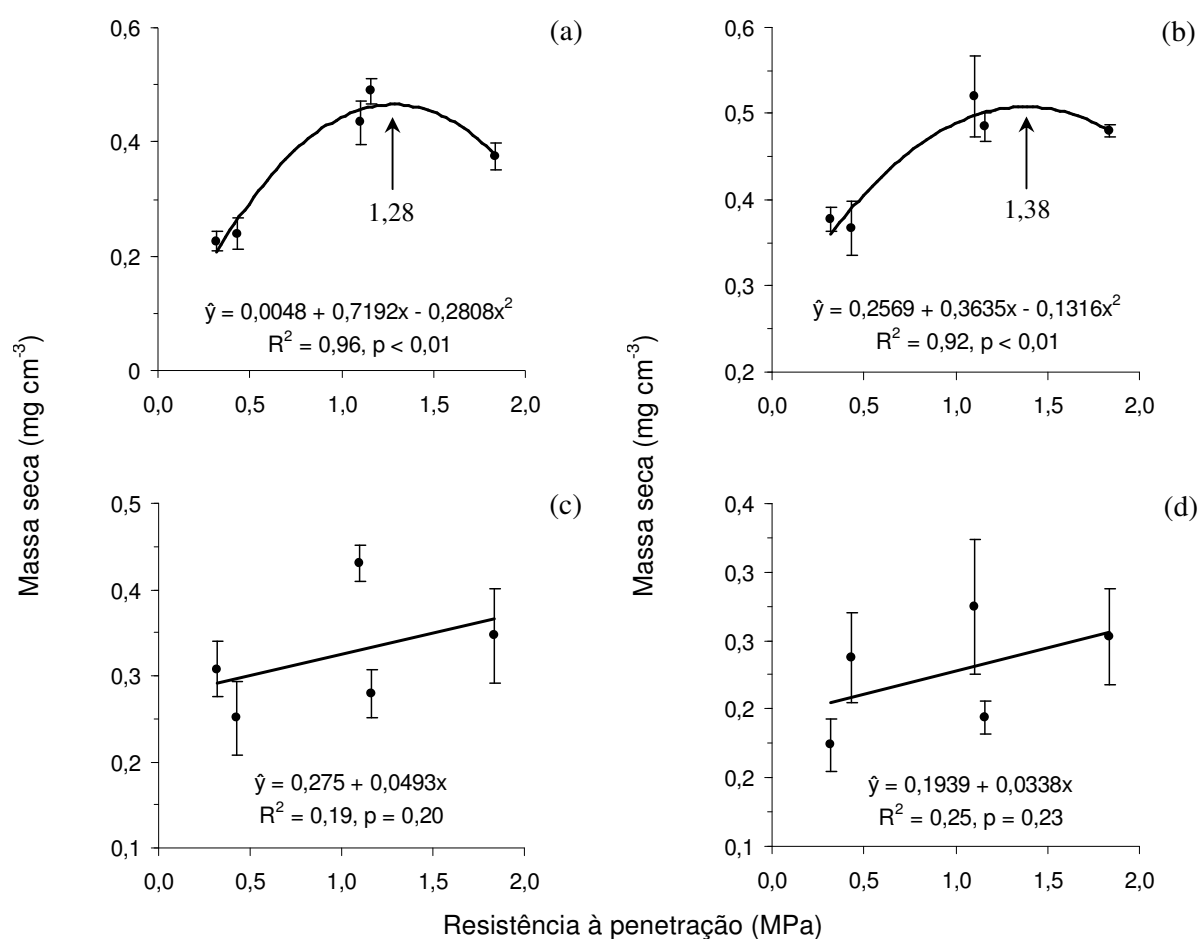 (a)
0,6
0,4
0,2
0
1,28
ŷ = 0,0048 + 0,7192x - 0,2808x²
R² = 0,96, p < 0,01
0,0 0,5 1,0 1,5 2,0
(b)
0,6
0,5
0,4
0,3
0,2
1,38
ŷ = 0,2569 + 0,3635x - 0,1316x²
R² = 0,92, p < 0,01
0,0 0,5 1,0 1,5 2,0
Massa seca (mg cm⁻³)
Massa seca (mg cm⁻³)
(c)
0,5
0,4
0,3
0,2
0,1
ŷ = 0,275 + 0,0493x
R² = 0,19, p = 0,20
0,0 0,5 1,0 1,5 2,0
(d)
0,4
0,3
0,3
0,2
0,2
0,1
ŷ = 0,1939 + 0,0338x
R² = 0,25, p = 0,23
0,0 0,5 1,0 1,5 2,0
Resistência à penetração (MPa)